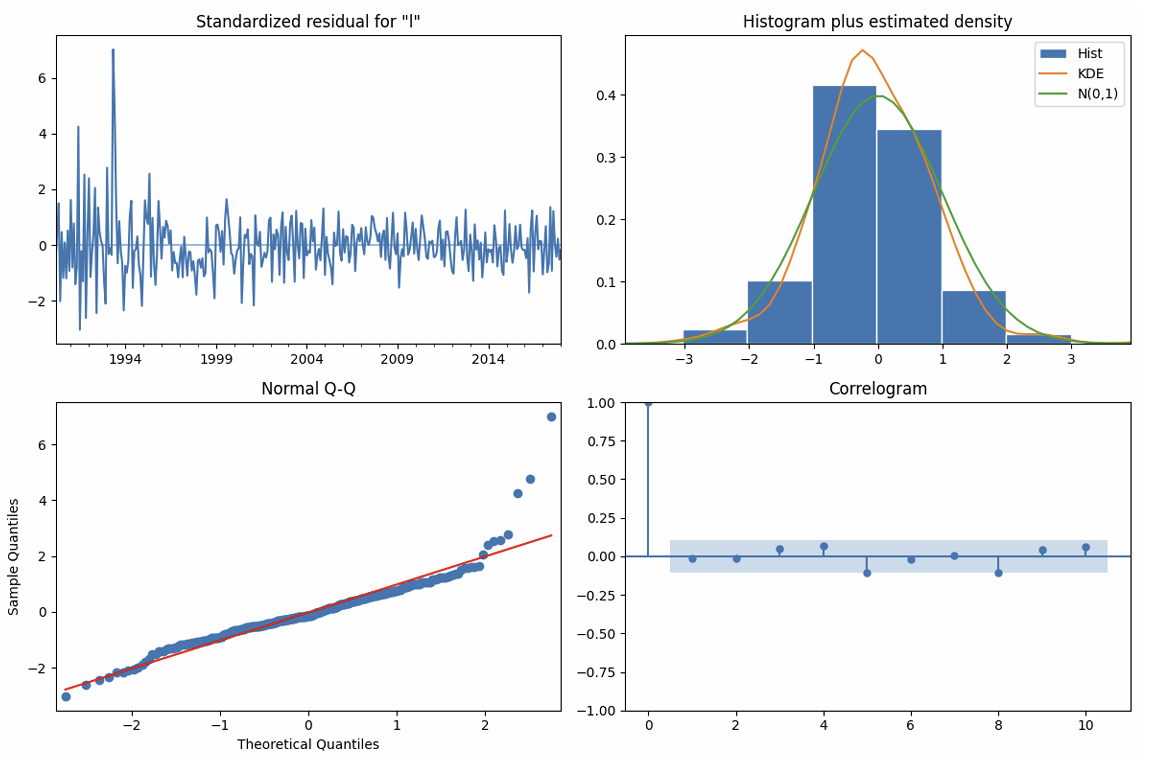 Standardized residual for "l"
6
4
2
0
−2
1994 1999 2004 2009 2014
Histogram plus estimated density
Hist
KDE
N(0,1)
0.4
0.3
0.2
0.1
0.0
−3 −2 −1 0 1 2 3
Normal Q-Q
Sample Quantiles
6
4
2
0
−2
−2 −1 0 1 2
Theoretical Quantiles
Correlogram
1.00
0.75
0.50
0.25
0.00
−0.25
−0.50
−0.75
−1.00
0 2 4 6 8 10